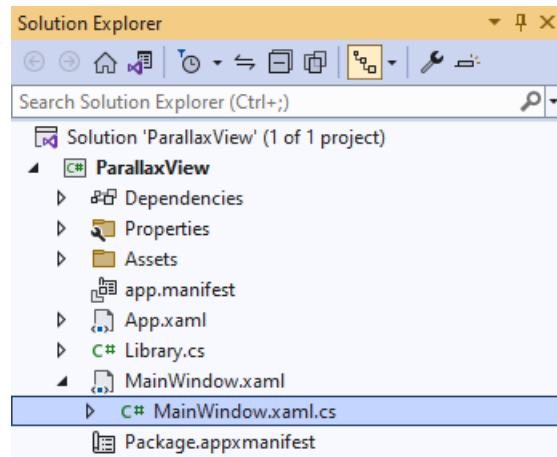 Solution Explorer
Search Solution Explorer (Ctrl+;)
Solution 'ParallaxView' (1 of 1 project)
C# ParallaxView
Dependencies
Properties
Assets
app.manifest
App.xaml
C# Library.cs
MainWindow.xaml
C# MainWindow.xaml.cs
Package.appxmanifest